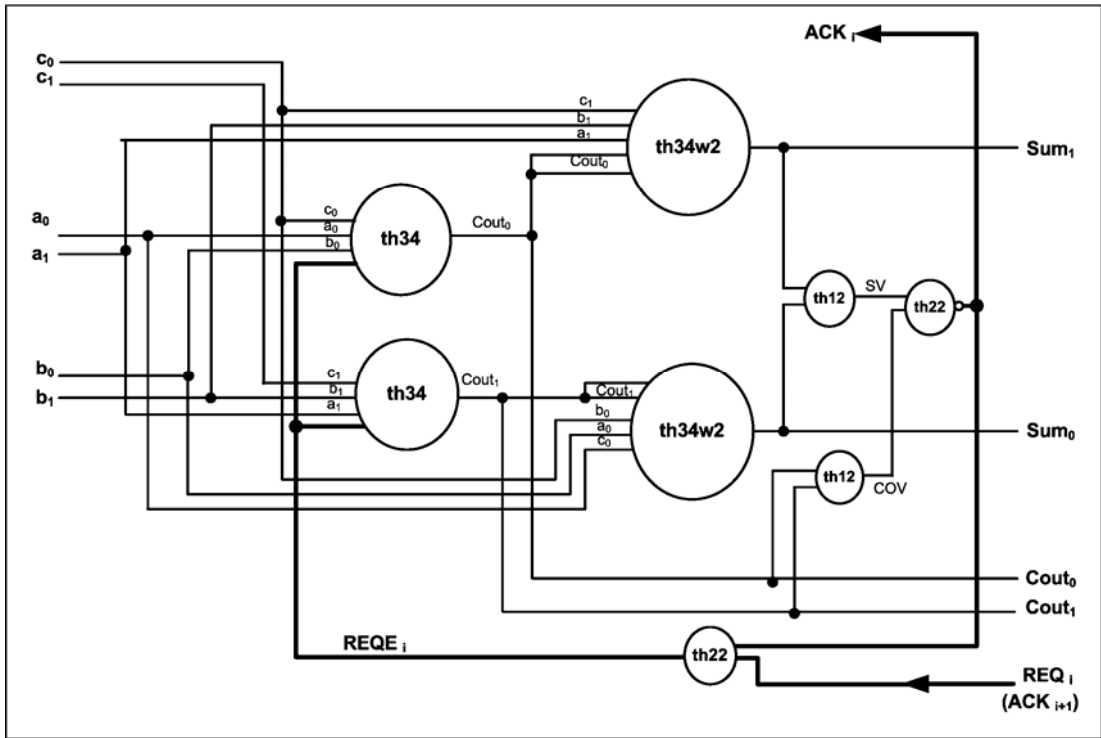 ACK i
c0
c1
c1
b1
a1
th34w2
Sum1
Cout0
a0
a1
c0
a0
b0
th34
Cout0
th12
SV
th22
b0
b1
c1
b1
a1
th34
Cout1
Cout1
b0
a0
c0
th34w2
Sum0
th12
COV
Cout0
Cout1
REQE i
th22
REQ i
(ACK i+1)